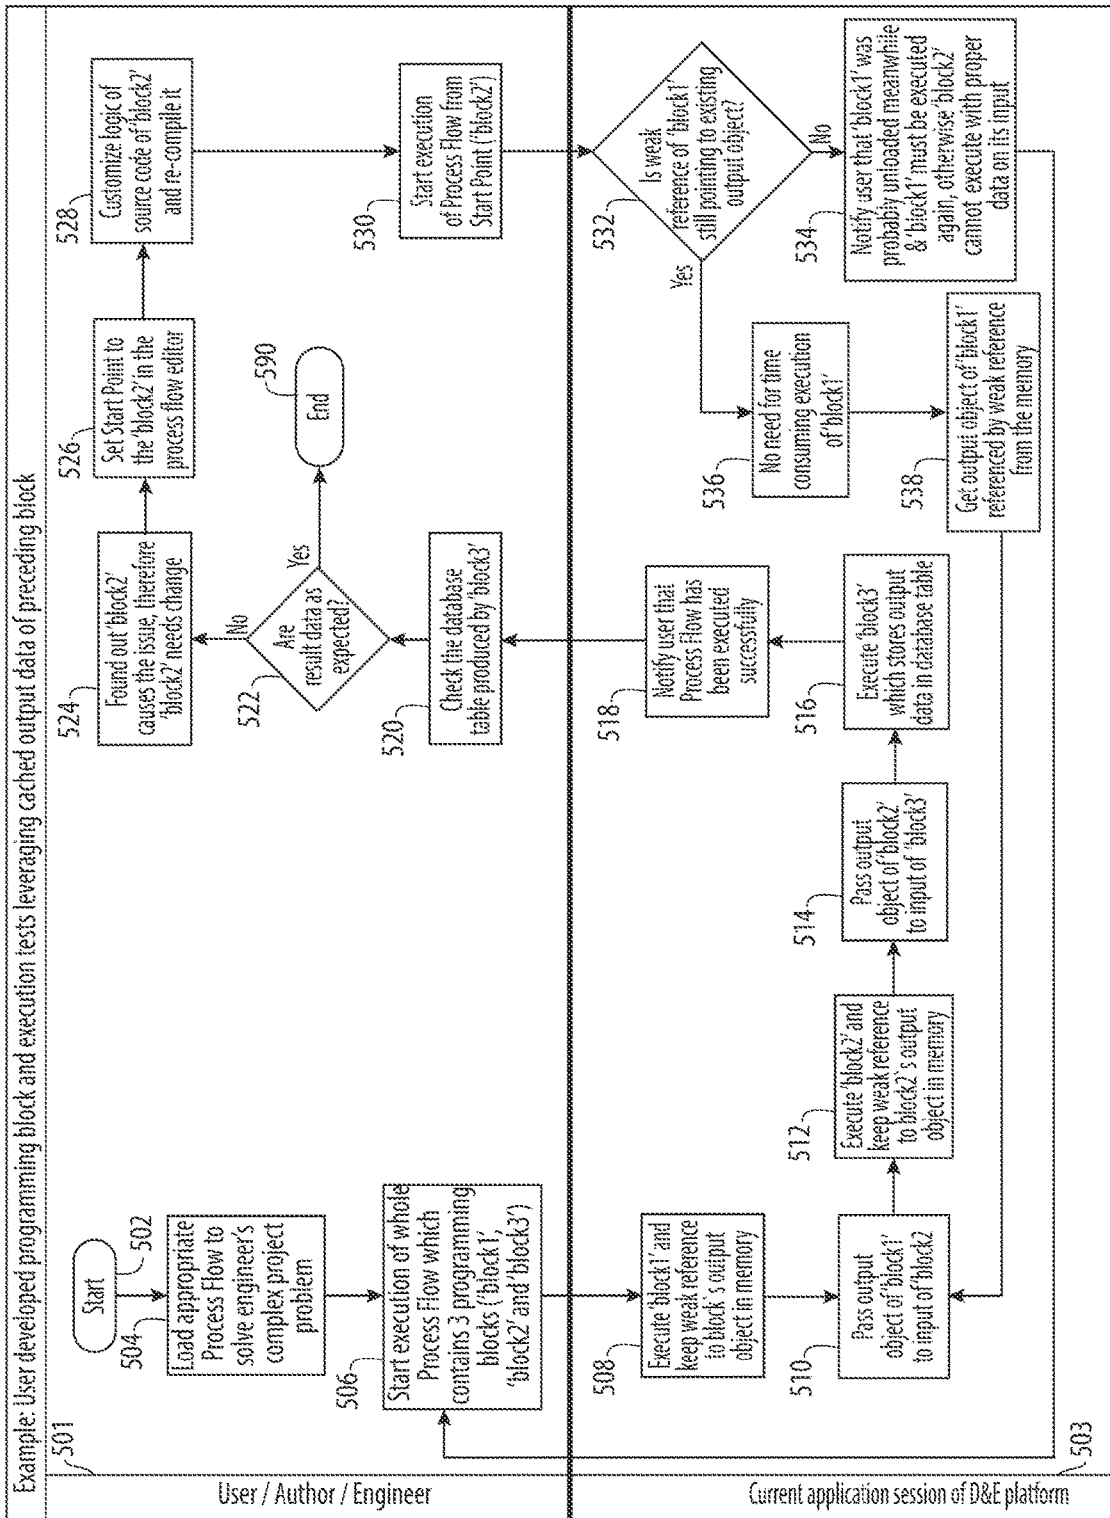 Example: User developed programming block and execution tests leveraging cached output data of preceding block
501
User / Author / Engineer
Start
502
504
Load appropriate
Process Flow to
solve engineer's
complex project
problem
506
Start execution of whole
Process Flow which
contains 3 programming
blocks ('block1',
'block2' and 'block3')
524
Found out 'block2'
causes the issue, therefore
'block2' needs change
No
522
Are
result data as
expected?
Yes
End
590
520
Check the database
table produced by 'block3'
526
Set Start Point to
the 'block2' in the
process flow editor
528
Customize logic of
source code of 'block2'
and re-compile it
530
Start execution
of Process Flow from
Start Point ('block2')
503
Current application session of D&E platform
508
Execute 'block1' and
keep weak reference
to block`s output
object in memory
510
Pass output
object of 'block1'
to input of 'block2
512
Execute 'block2' and
keep weak reference
to block2`s output
object in memory
514
Pass output
object of 'block2'
to input of 'block3'
516
Execute 'block3'
which stores output
data in database table
518
Notify user that
Process Flow has
been executed
successfully
532
Is weak
reference of 'block1'
still pointing to existing
output object?
Yes
No
534
Notify user that 'block1' was
probably unloaded meanwhile
& 'block1' must be executed
again, otherwise 'block2'
cannot execute with proper
data on its input
536
No need for time
consuming execution
of 'block1'
538
Get output object of 'block1'
referenced by weak reference
from the memory